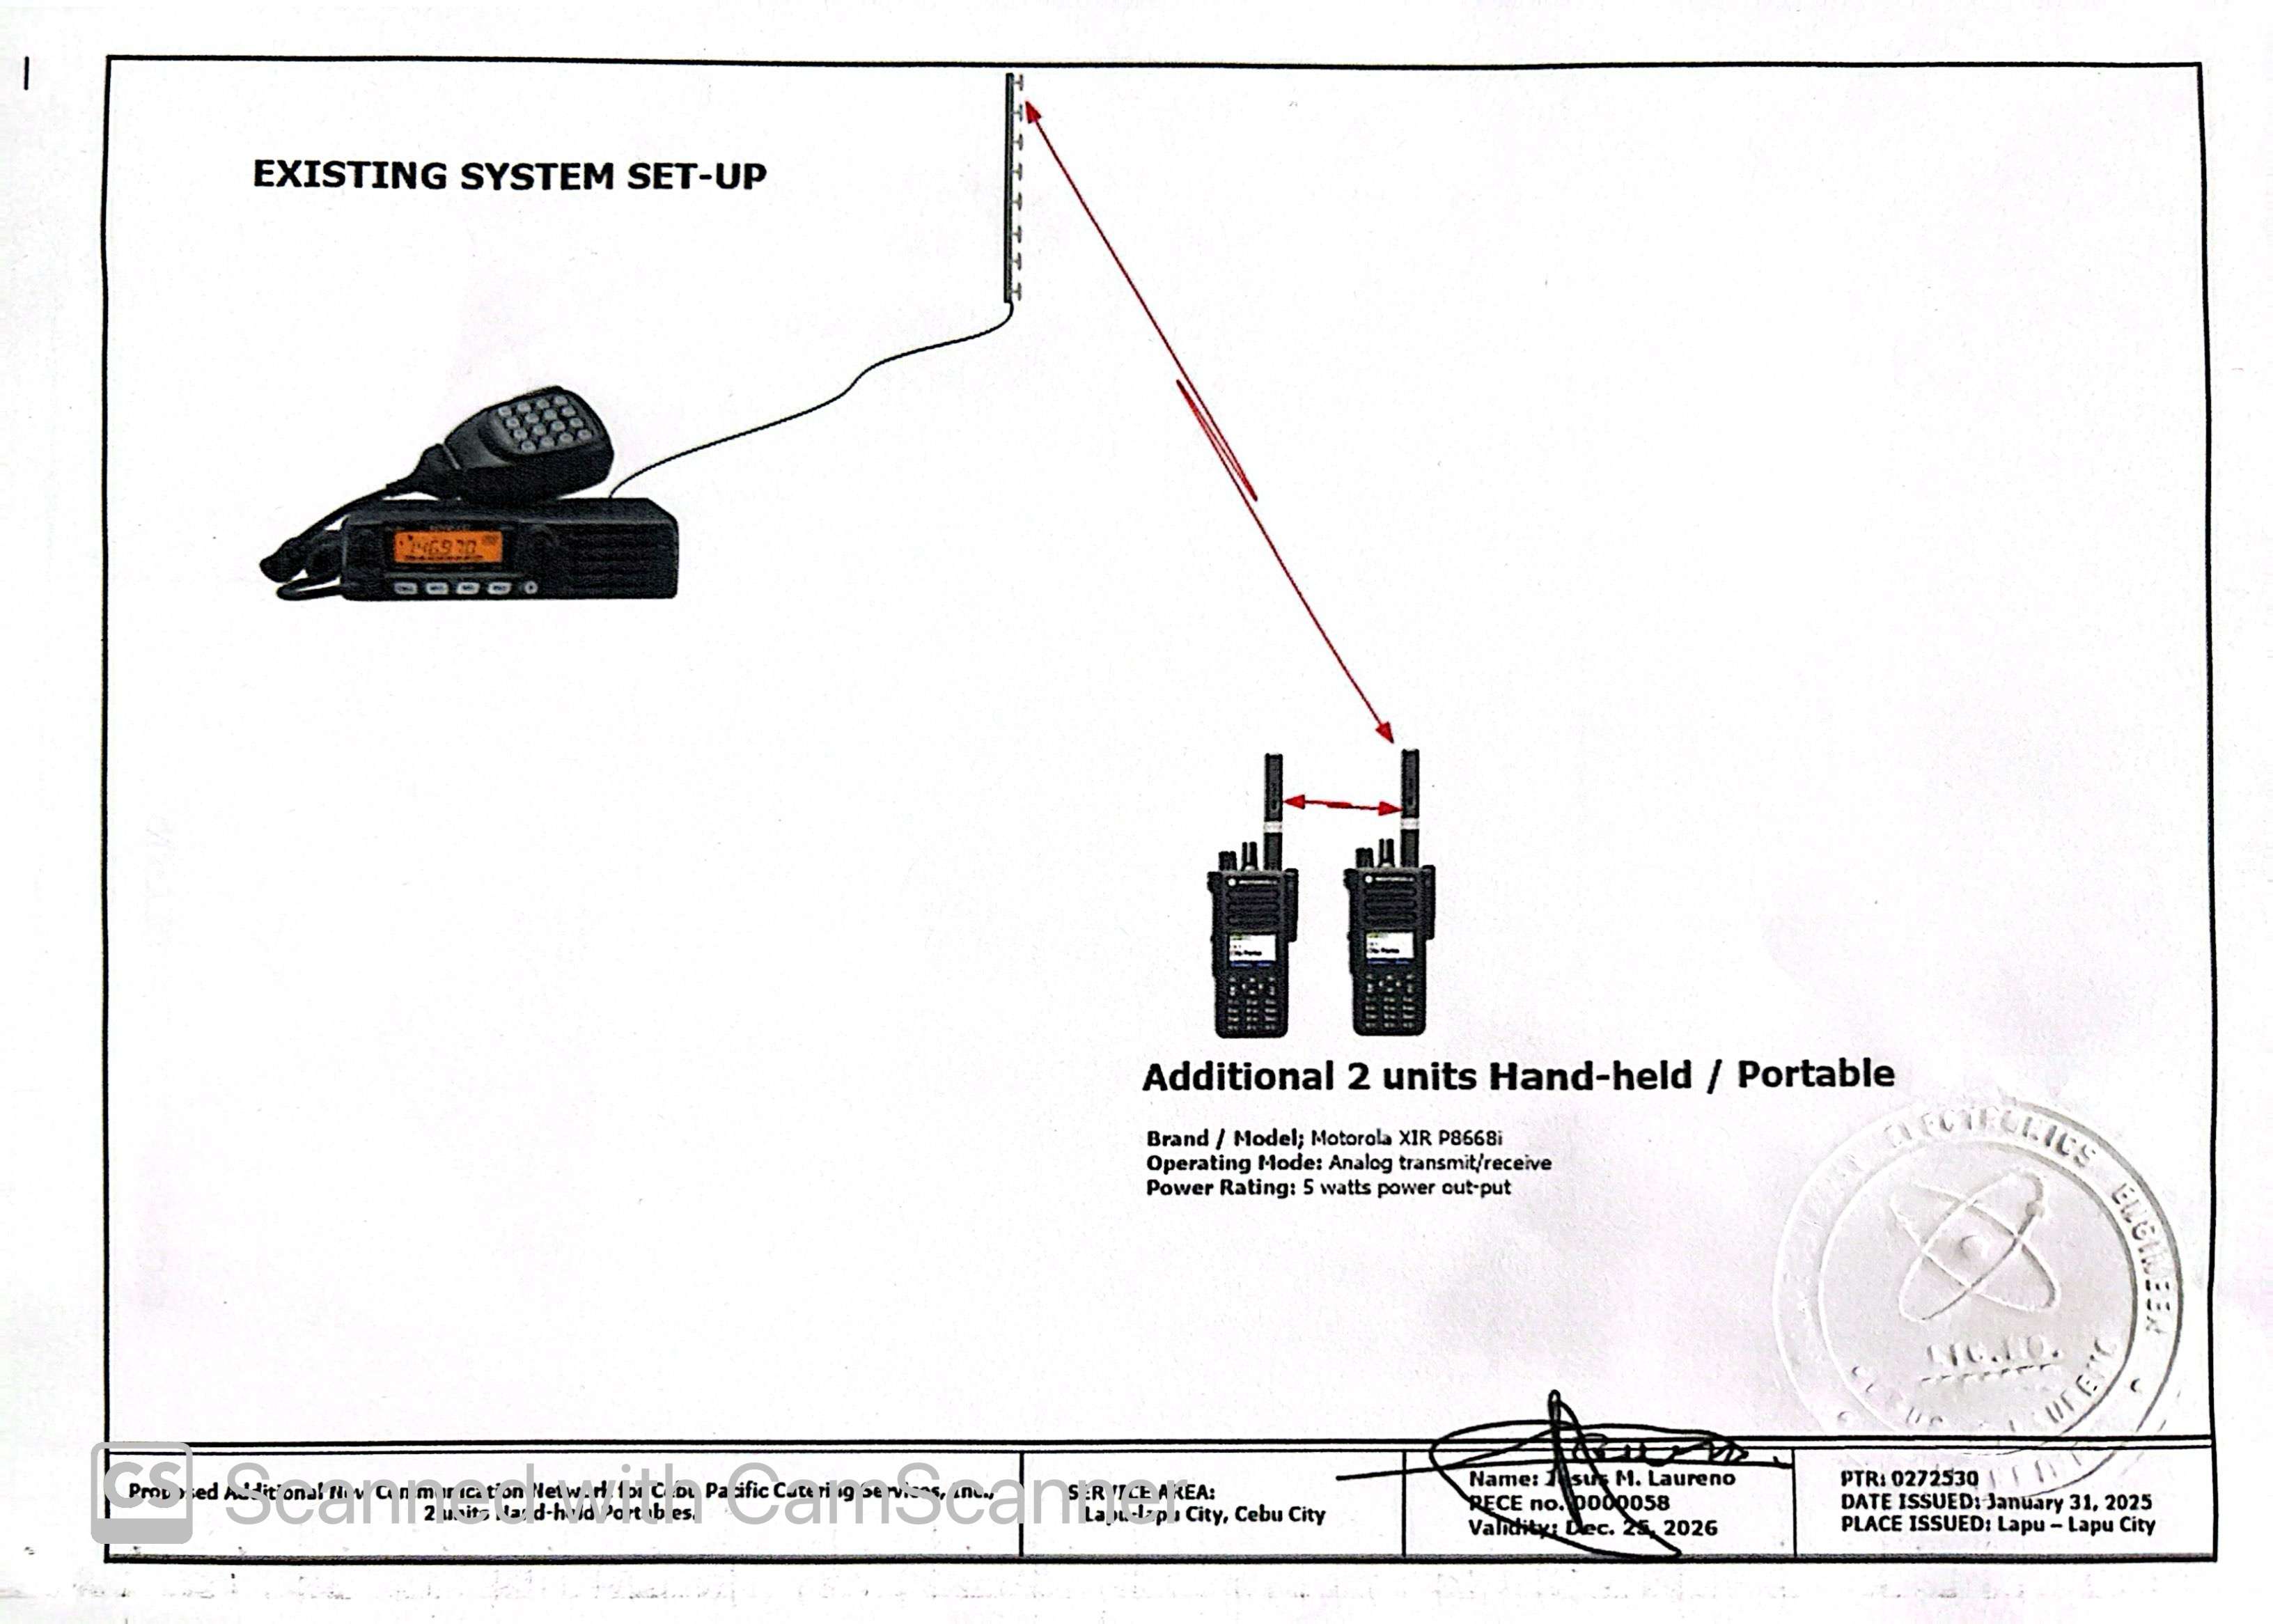 EXISTING SYSTEM SET-UP
146.970
MOTOROLA
MOTOROLA
Additional 2 units Hand-held / Portable
Brand / Model; Motorola XIR P8668i
Operating Mode: Analog transmit/receive
Power Rating: 5 watts power out-put
ELECTRONICS ENGINEER
LIC. NO.
Proposed Additional New Communication Network for Cebu Pacific Catering Services, Inc.,
2 units Hand-held Portables.
SERVICE AREA:
Lapu-lapu City, Cebu City
Name: Jesus M. Laureno
PECE no. 0000058
Validity: Dec. 25, 2026
PTR: 0272530
DATE ISSUED: January 31, 2025
PLACE ISSUED: Lapu – Lapu City
CS Scanned with CamScanner